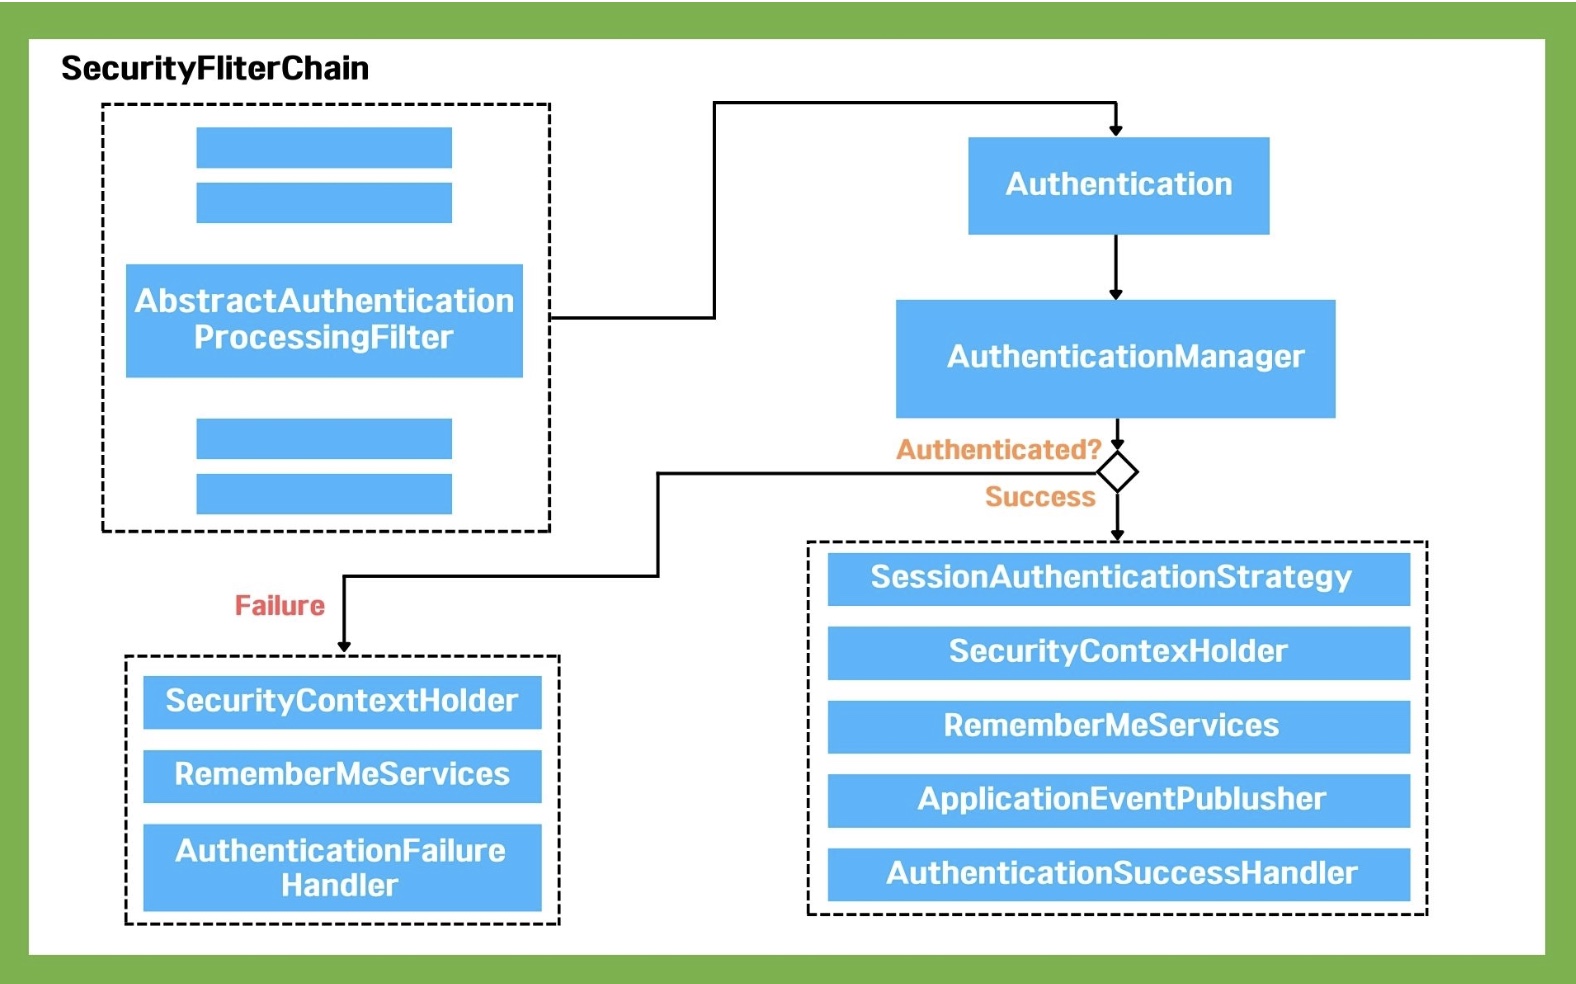 SecurityFliterChain
AbstractAuthentication
ProcessingFilter
Authentication
AuthenticationManager
Authenticated?
Success
Failure
SecurityContextHolder
RememberMeServices
AuthenticationFailure
Handler
SessionAuthenticationStrategy
SecurityContexHolder
RememberMeServices
ApplicationEventPublusher
AuthenticationSuccessHandler